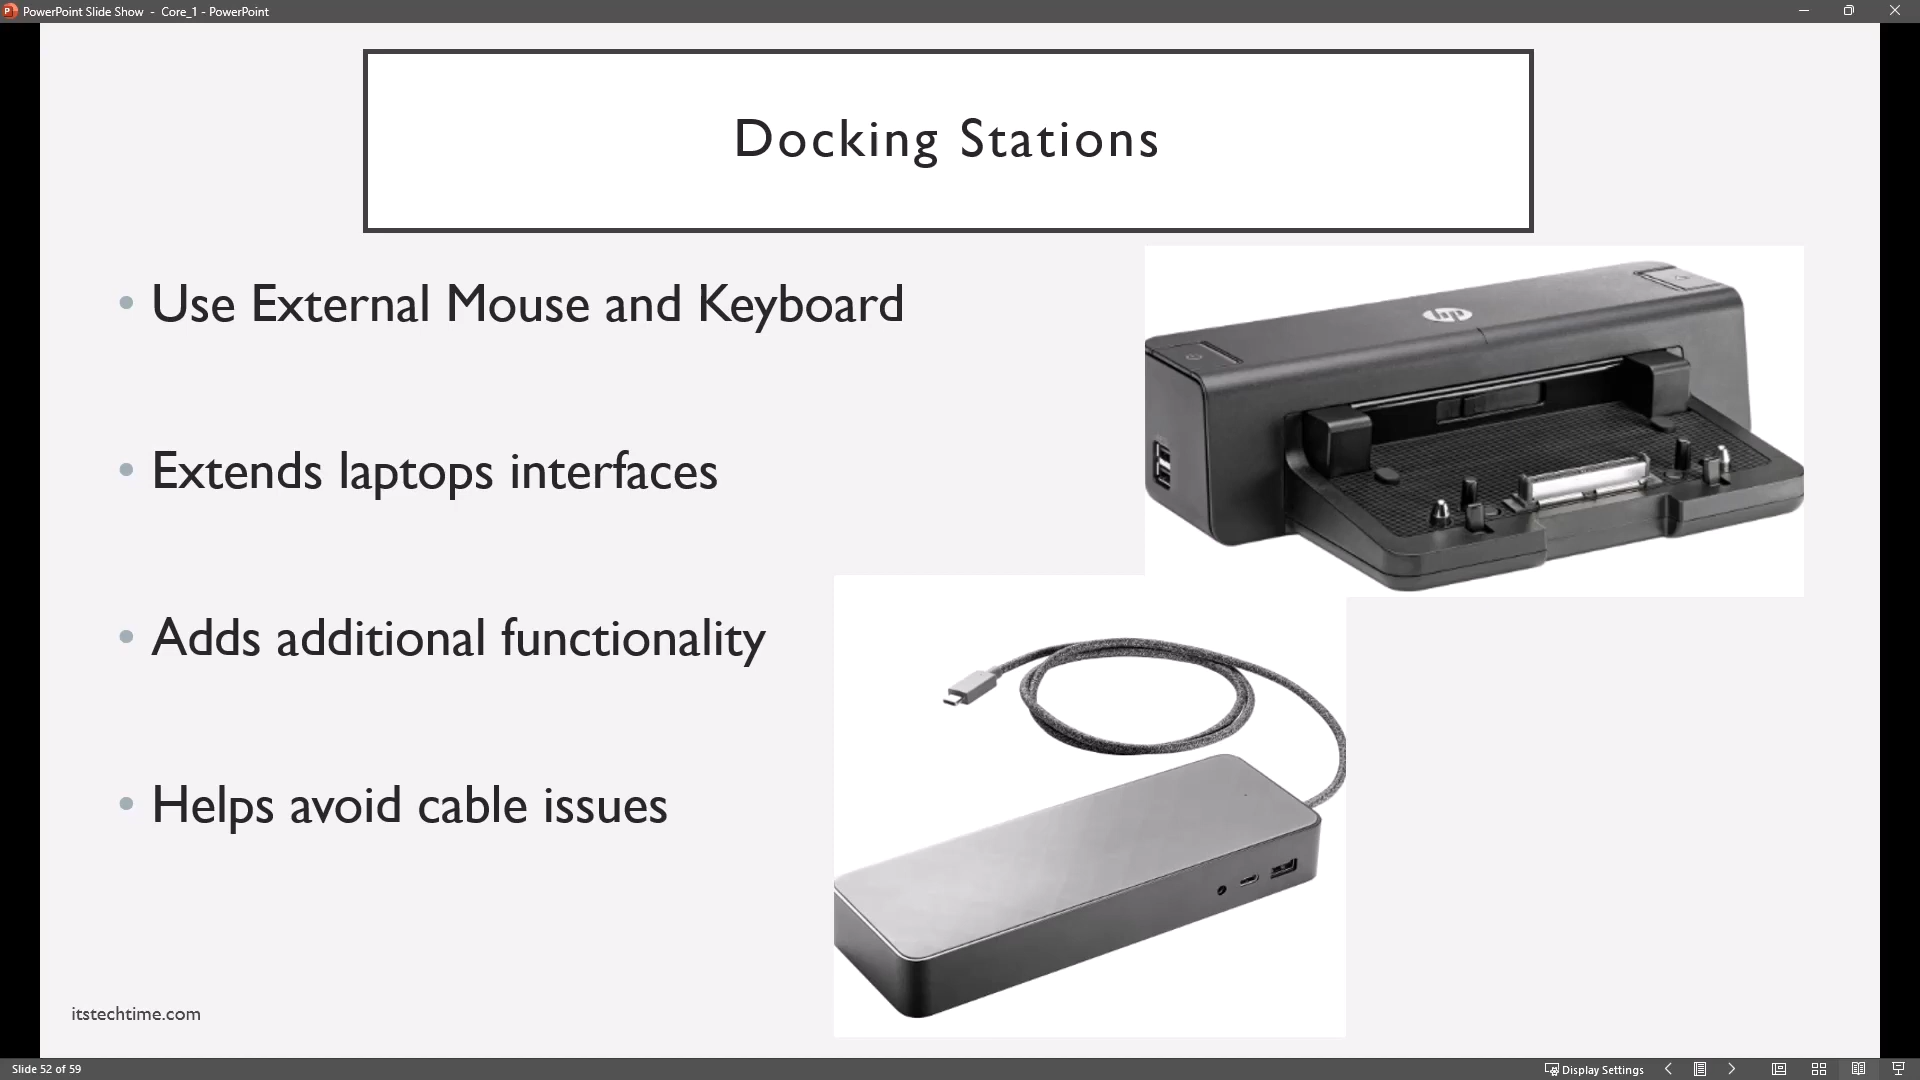 PowerPoint Slide Show - Core_1 - PowerPoint
Docking Stations
• Use External Mouse and Keyboard
• Extends laptops interfaces
• Adds additional functionality
• Helps avoid cable issues
hp
itstechtime.com
Slide 52 of 59
Display Settings